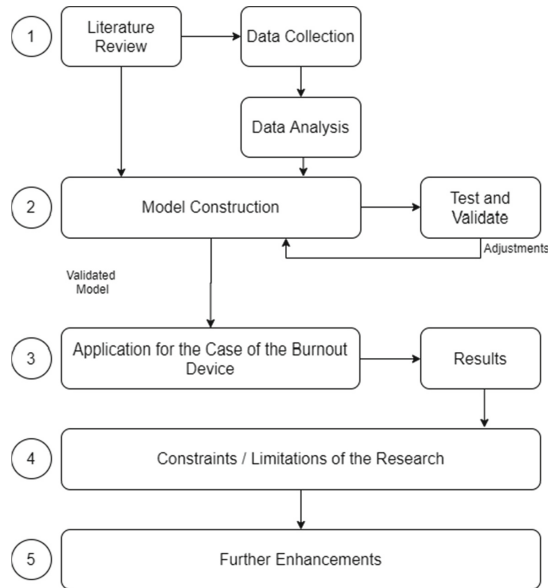 1
Literature
Review
Data Collection
Data Analysis
2
Model Construction
Test and
Validate
Adjustments
Validated
Model
3
Application for the Case of the Burnout
Device
Results
4
Constraints / Limitations of the Research
5
Further Enhancements